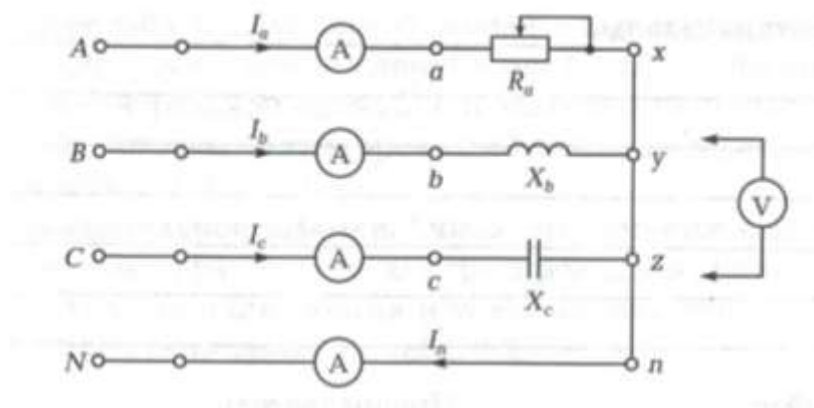 A I_a A a R_a x
B I_b A b X_b y V
C I_c A c X_c z
N A I_n n